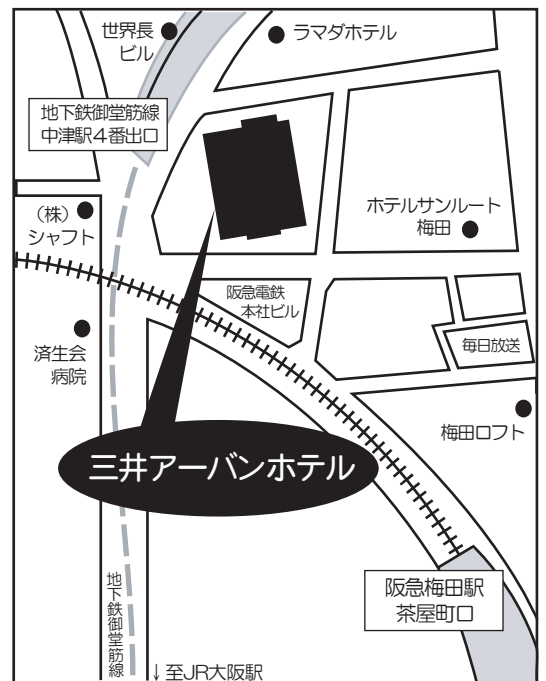 世界長
ビル
ラマダホテル
地下鉄御堂筋線
中津駅4番出口
(株)
シャフト
ホテルサンルート
梅田
阪急電鉄
本社ビル
済生会
病院
毎日放送
梅田ロフト
三井アーバンホテル
阪急梅田駅
茶屋町口
地下鉄御堂筋線
↓至JR大阪駅